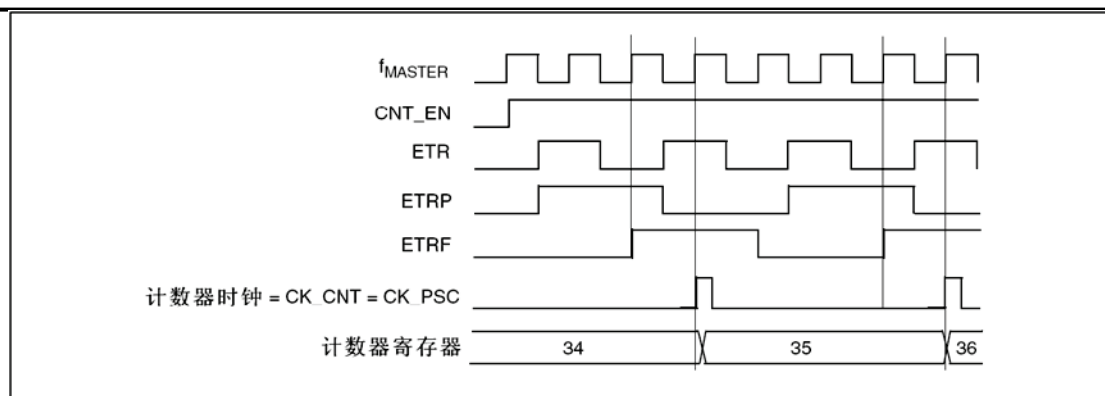 fMASTER
CNT_EN
ETR
ETRP
ETRF
计数器时钟 = CK_CNT = CK_PSC
计数器寄存器 34 35 36